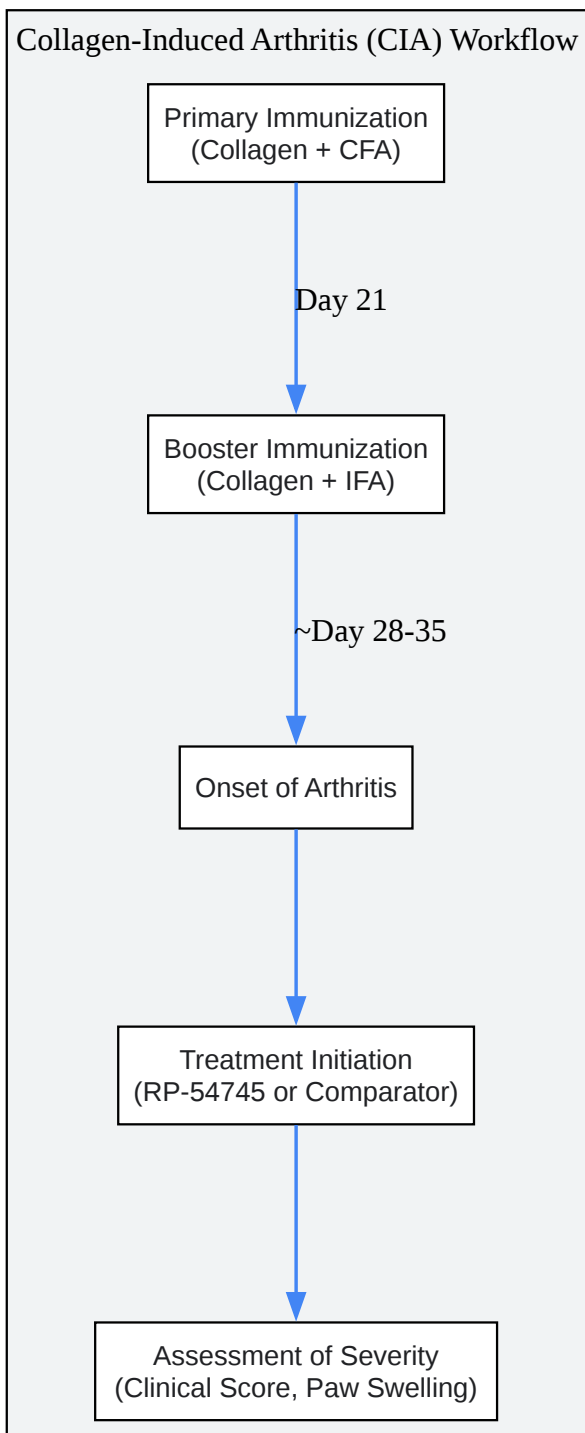 Collagen-Induced Arthritis (CIA) Workflow
Primary Immunization
(Collagen + CFA)
Day 21
Booster Immunization
(Collagen + IFA)
~Day 28-35
Onset of Arthritis
Treatment Initiation
(RP-54745 or Comparator)
Assessment of Severity
(Clinical Score, Paw Swelling)